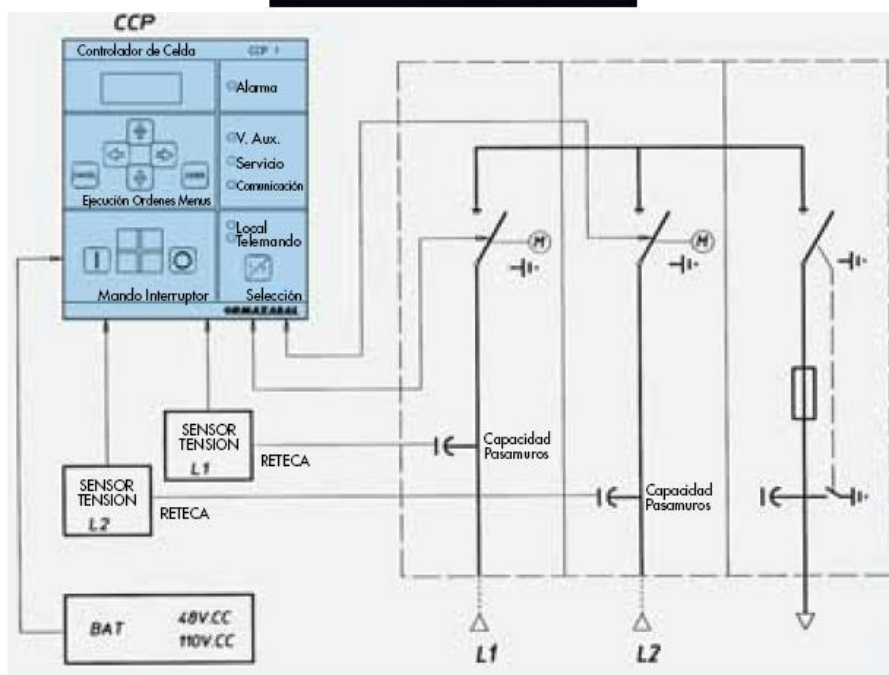 CCP
Controlador de Celda
CCP 1
Alarma
V. Aux.
Servicio
Comunicación
Ejecución Ordenes Menus
Local
Telemando
Mando Interruptor
Selección
ORMAZABAL
M
M
SENSOR
TENSION
L1
RETECA
Capacidad
Pasamuros
SENSOR
TENSION
L2
RETECA
Capacidad
Pasamuros
BAT
48V.CC
110V.CC
L1
L2